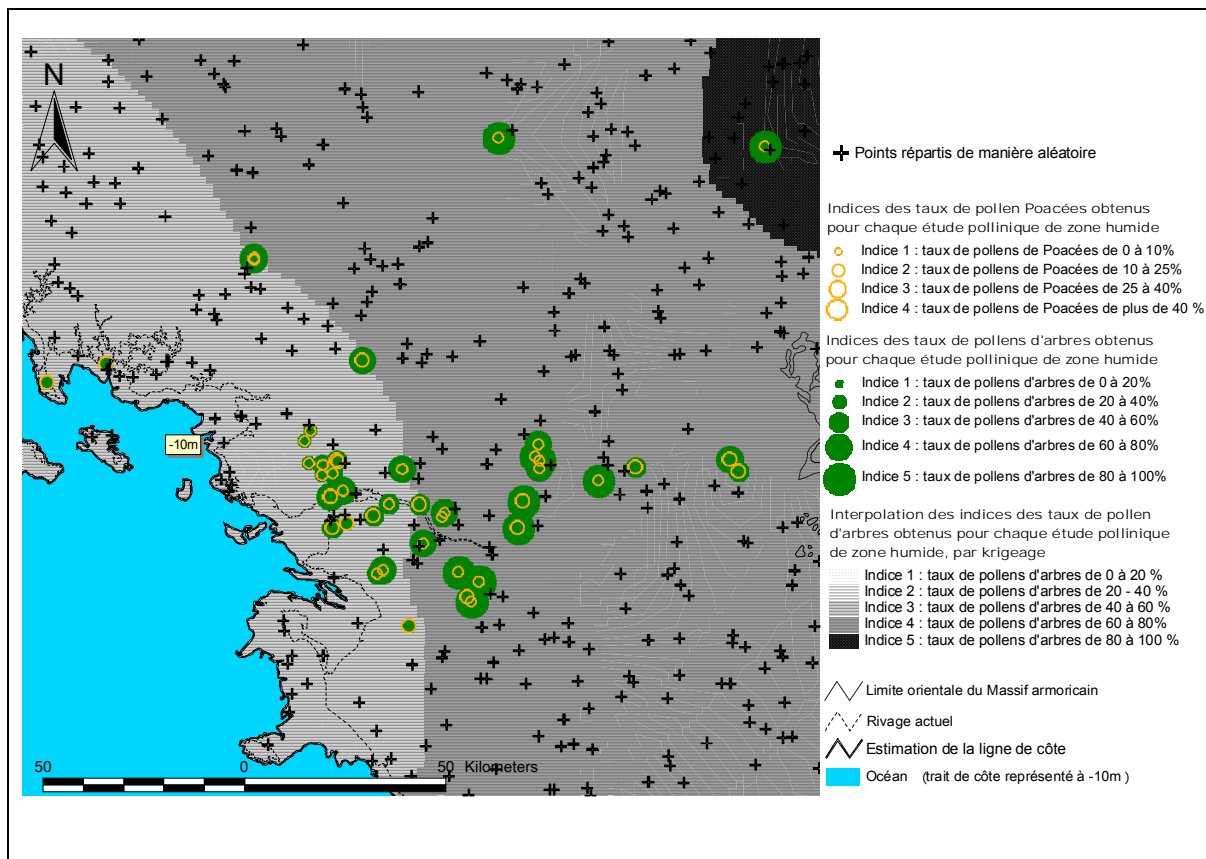 N
-10m
50
0
50
Kilometers
Points répartis de manière aléatoire
Indices des taux de pollen Poacées obtenus
pour chaque étude pollinique de zone humide
Indice 1 : taux de pollens de Poacées de 0 à 10%
Indice 2 : taux de pollens de Poacées de 10 à 25%
Indice 3 : taux de pollens de Poacées de 25 à 40%
Indice 4 : taux de pollens de Poacées de plus de 40 %
Indices des taux de pollens d'arbres obtenus
pour chaque étude pollinique de zone humide
Indice 1 : taux de pollens d'arbres de 0 à 20%
Indice 2 : taux de pollens d'arbres de 20 à 40%
Indice 3 : taux de pollens d'arbres de 40 à 60%
Indice 4 : taux de pollens d'arbres de 60 à 80%
Indice 5 : taux de pollens d'arbres de 80 à 100%
Interpolation des indices des taux de pollen
d'arbres obtenus pour chaque étude pollinique
de zone humide, par krigeage
Indice 1 : taux de pollens d'arbres de 0 à 20 %
Indice 2 : taux de pollens d'arbres de 20 - 40 %
Indice 3 : taux de pollens d'arbres de 40 à 60 %
Indice 4 : taux de pollens d'arbres de 60 à 80%
Indice 5 : taux de pollens d'arbres de 80 à 100 %
Limite orientale du Massif armoricain
Rivage actuel
Estimation de la ligne de côte
Océan (trait de côte représenté à -10m )